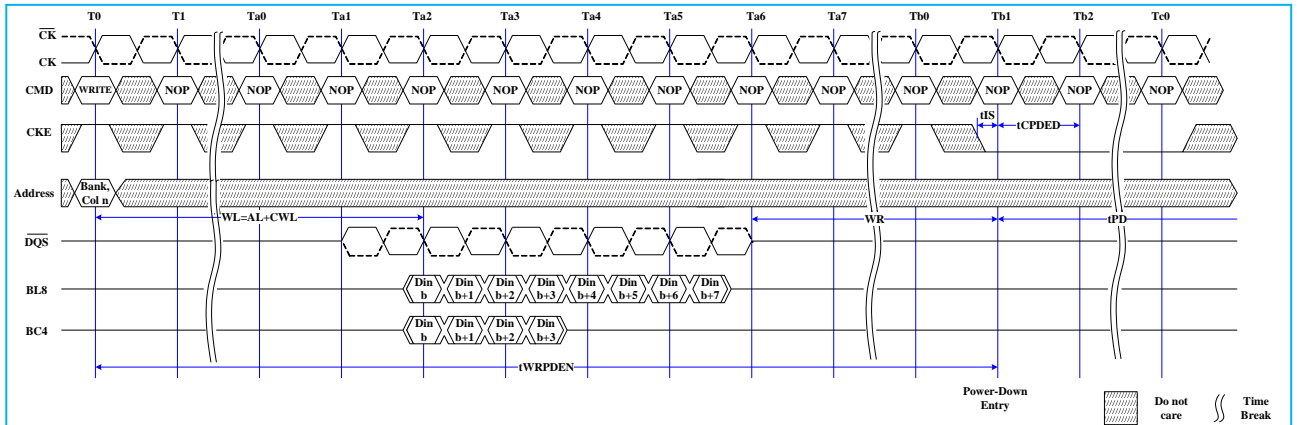 T0 T1 Ta0 Ta1 Ta2 Ta3 Ta4 Ta5 Ta6 Ta7 Tb0 Tb1 Tb2 Tc0
CK
CK
CMD WRITE NOP NOP NOP NOP NOP NOP NOP NOP NOP NOP NOP NOP NOP
CKE tIS tCPDED
Address Bank,
Col n
WL=AL+CWL WR tPD
DQS
BL8 Din Din Din Din Din Din Din Din
b b+1 b+2 b+3 b+4 b+5 b+6 b+7
BC4 Din Din Din Din
b b+1 b+2 b+3
tWRPDEN
Power-Down
Entry
Do not
care
Time
Break